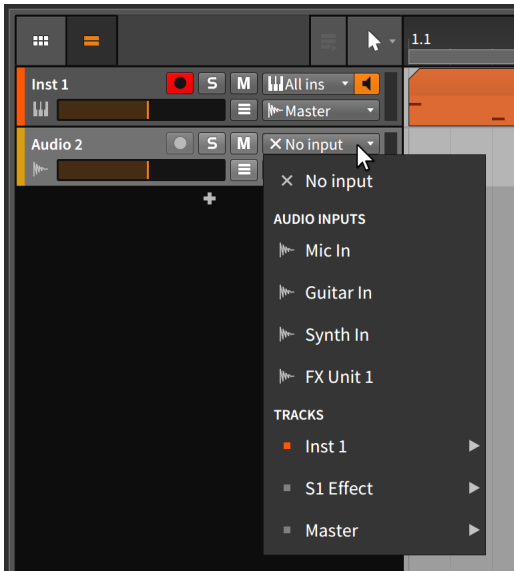 1.1
Inst 1
S M
All ins
Master
Audio 2
S M
No input
No input
AUDIO INPUTS
Mic In
Guitar In
Synth In
FX Unit 1
TRACKS
Inst 1
S1 Effect
Master